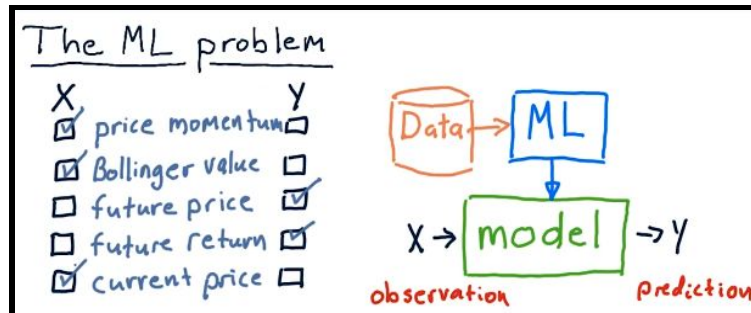 The ML problem
X Y
price momentum
Bollinger value
future price
future return
current price
Data
ML
X
model
Y
observation
prediction